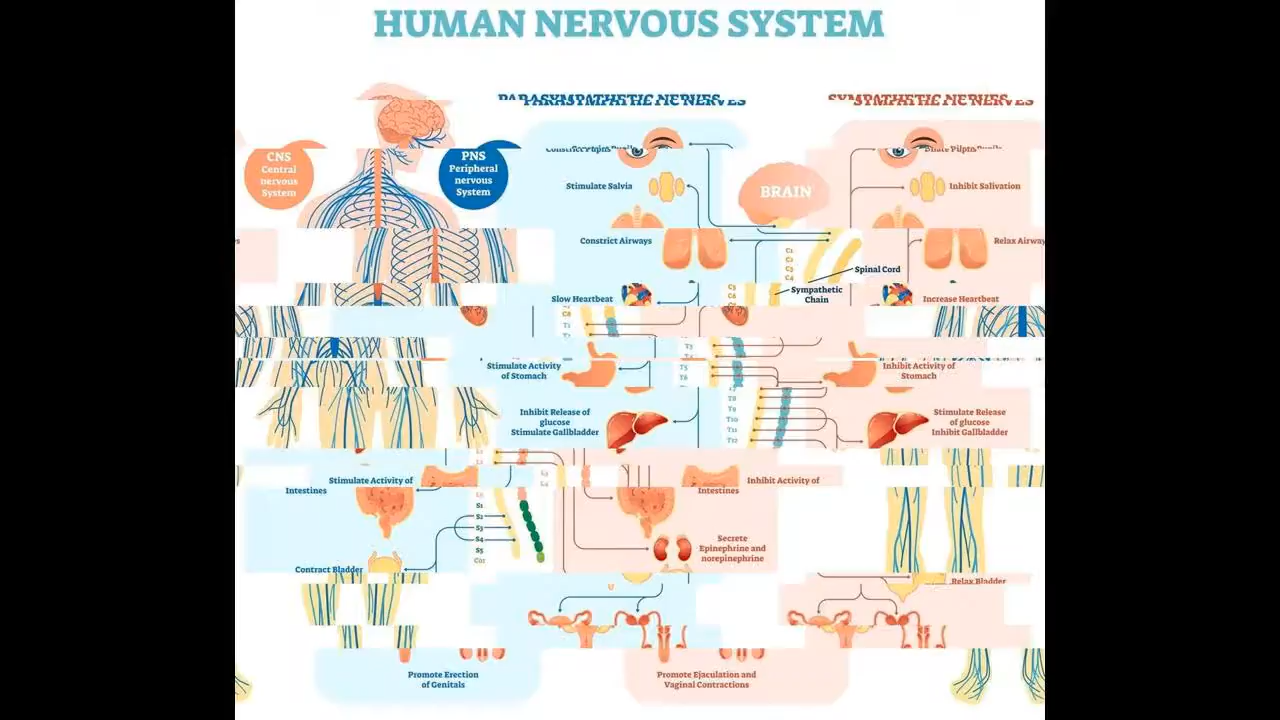 HUMAN NERVOUS SYSTEM
CNS
Central
nervous
System
PNS
Peripheral
nervous
System
Stimulate Salvia
BRAIN
Inhibit Salivation
Constrict Airways
Relax Airway
C1
C2
C3
C4
Spinal Cord
Sympathetic
Chain
C5
C6
Slow Heartbeat
Increase Heartbeat
C8
T1
T3
T4
T5
T6
Stimulate Activity
of Stomach
Inhibit Activity of
Stomach
T8
T9
T10
T11
T12
Inhibit Release of
glucose
Stimulate Gallbladder
Stimulate Release
of glucose
Inhibit Gallbladder
Stimulate Activity of
Intestines
Inhibit Activity of
Intestines
S1
S2
S3
S4
S5
Co1
Secrete
Epinephrine and
norepinephrine
Contract Bladder
Relax Bladder
Promote Erection
of Genitals
Promote Ejaculation and
Vaginal Contractions